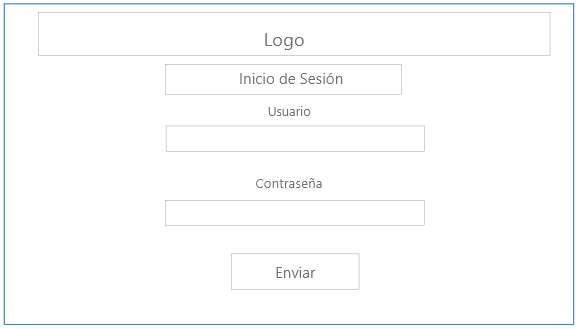 Logo
Inicio de Sesión
Usuario
Contraseña
Enviar